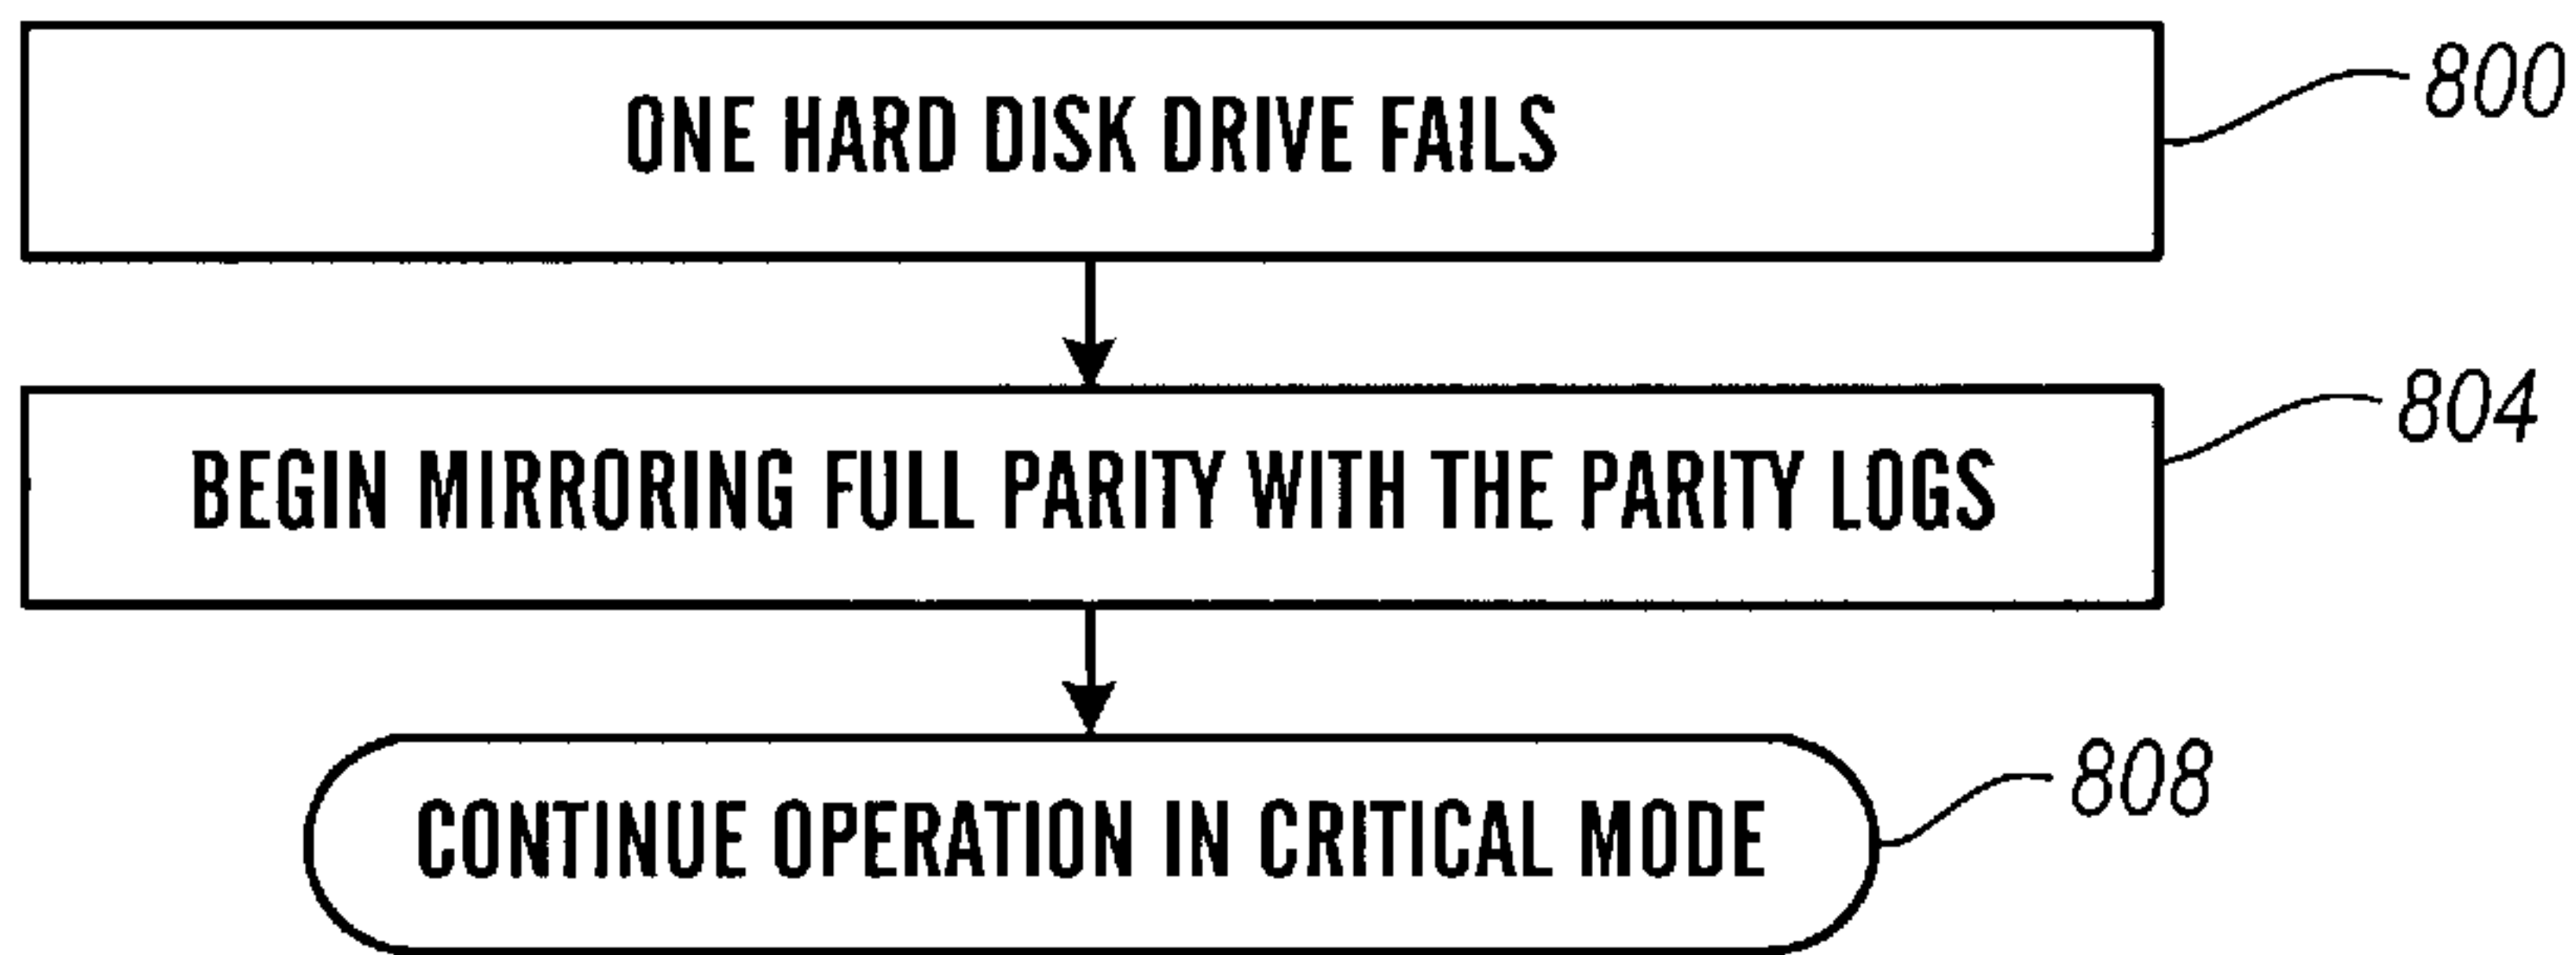 ONE HARD DISK DRIVE FAILS
800
BEGIN MIRRORING FULL PARITY WITH THE PARITY LOGS
804
CONTINUE OPERATION IN CRITICAL MODE
808